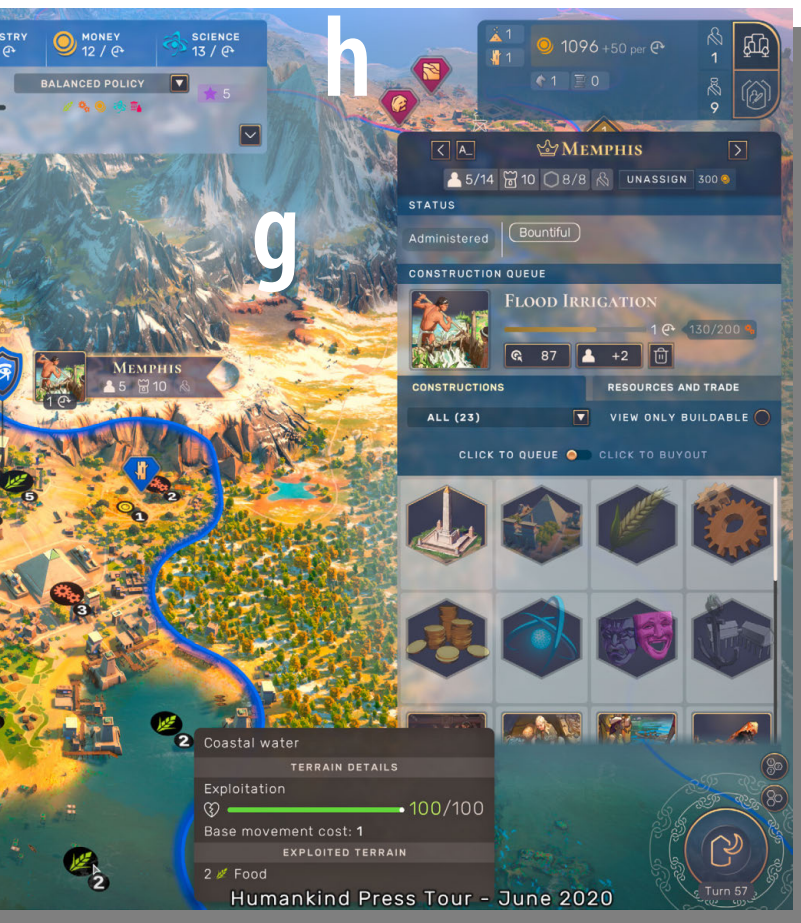 STRY
MONEY
SCIENCE
12 /
13 /
BALANCED POLICY
5
h
1
1
1096 +50 per
1
0
1
9
1
g
A_
MEMPHIS
5/14
10
8/8
UNASSIGN
300
STATUS
Administered
Bountiful
CONSTRUCTION QUEUE
FLOOD IRRIGATION
1
130/200
87
+2
CONSTRUCTIONS
RESOURCES AND TRADE
ALL (23)
VIEW ONLY BUILDABLE
CLICK TO QUEUE
CLICK TO BUYOUT
MEMPHIS
5
10
1
5
2
1
3
2
2
Coastal water
TERRAIN DETAILS
Exploitation
100/100
Base movement cost: 1
EXPLOITED TERRAIN
2 Food
Turn 57
Humankind Press Tour - June 2020